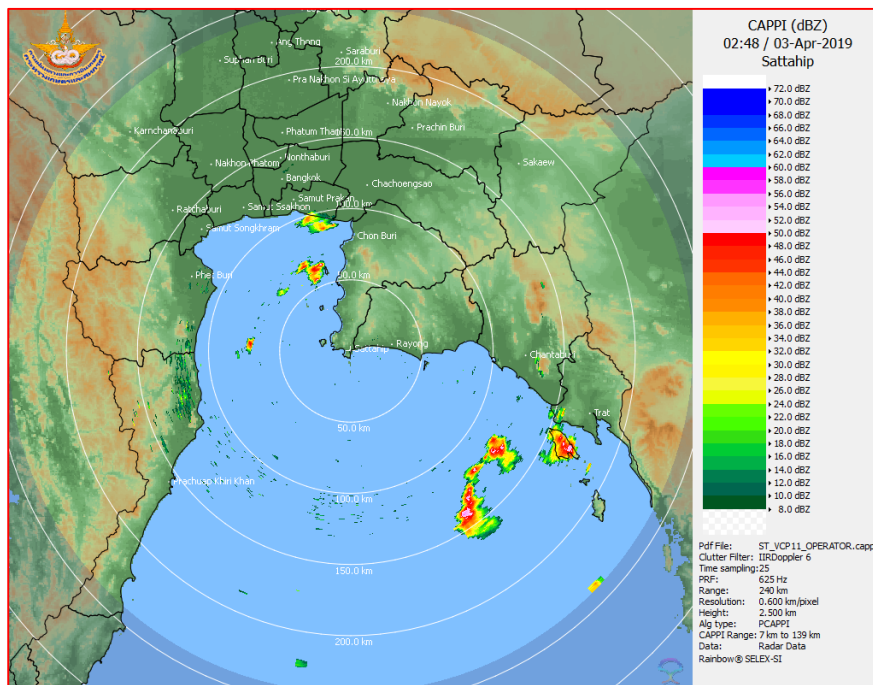 CAPPI (dBZ)
02:48 / 03-Apr-2019
Sattahip
72.0 dBZ
70.0 dBZ
68.0 dBZ
66.0 dBZ
64.0 dBZ
62.0 dBZ
60.0 dBZ
58.0 dBZ
56.0 dBZ
54.0 dBZ
52.0 dBZ
50.0 dBZ
48.0 dBZ
46.0 dBZ
44.0 dBZ
42.0 dBZ
40.0 dBZ
38.0 dBZ
36.0 dBZ
34.0 dBZ
32.0 dBZ
30.0 dBZ
28.0 dBZ
26.0 dBZ
24.0 dBZ
22.0 dBZ
20.0 dBZ
18.0 dBZ
16.0 dBZ
14.0 dBZ
12.0 dBZ
10.0 dBZ
8.0 dBZ
Pdf File: ST_VCP11_OPERATOR.capp
Clutter Filter: IIRDoppler 6
Time sampling:25
PRF: 625 Hz
Range: 240 km
Resolution: 0.600 km/pixel
Height: 2.500 km
Alg type: PCAPPI
CAPPI Range: 7 km to 139 km
Data: Radar Data
Rainbow® SELEX-SI
Ang Thong
Saraburi
Suphan Buri
200.0 km
Pra Nakhon Si Ayutthaya
Nakhon Nayok
Karnchanaburi
Phatum Thani
Prachin Buri
Nonthaburi
Nakhon Phatom
Sakaew
Bangkok
Chachoengsao
Samut Prakan
100.0 km
Ratchaburi
Samut Ssakhon
Samut Songkhram
Chon Buri
Phet Buri
50.0 km
Sattahip
Rayong
Chantaburi
Trat
50.0 km
Prachuap Khiri Khan
100.0 km
150.0 km
200.0 km